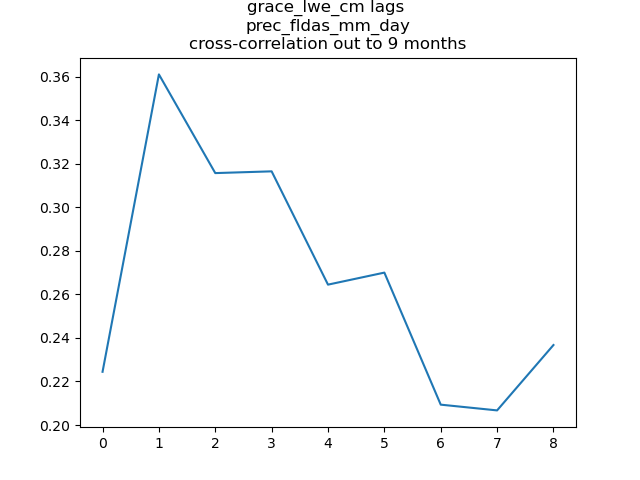 grace_lwe_cm lags
prec_fldas_mm_day
cross-correlation out to 9 months
0.36
0.34
0.32
0.30
0.28
0.26
0.24
0.22
0.20
0 1 2 3 4 5 6 7 8